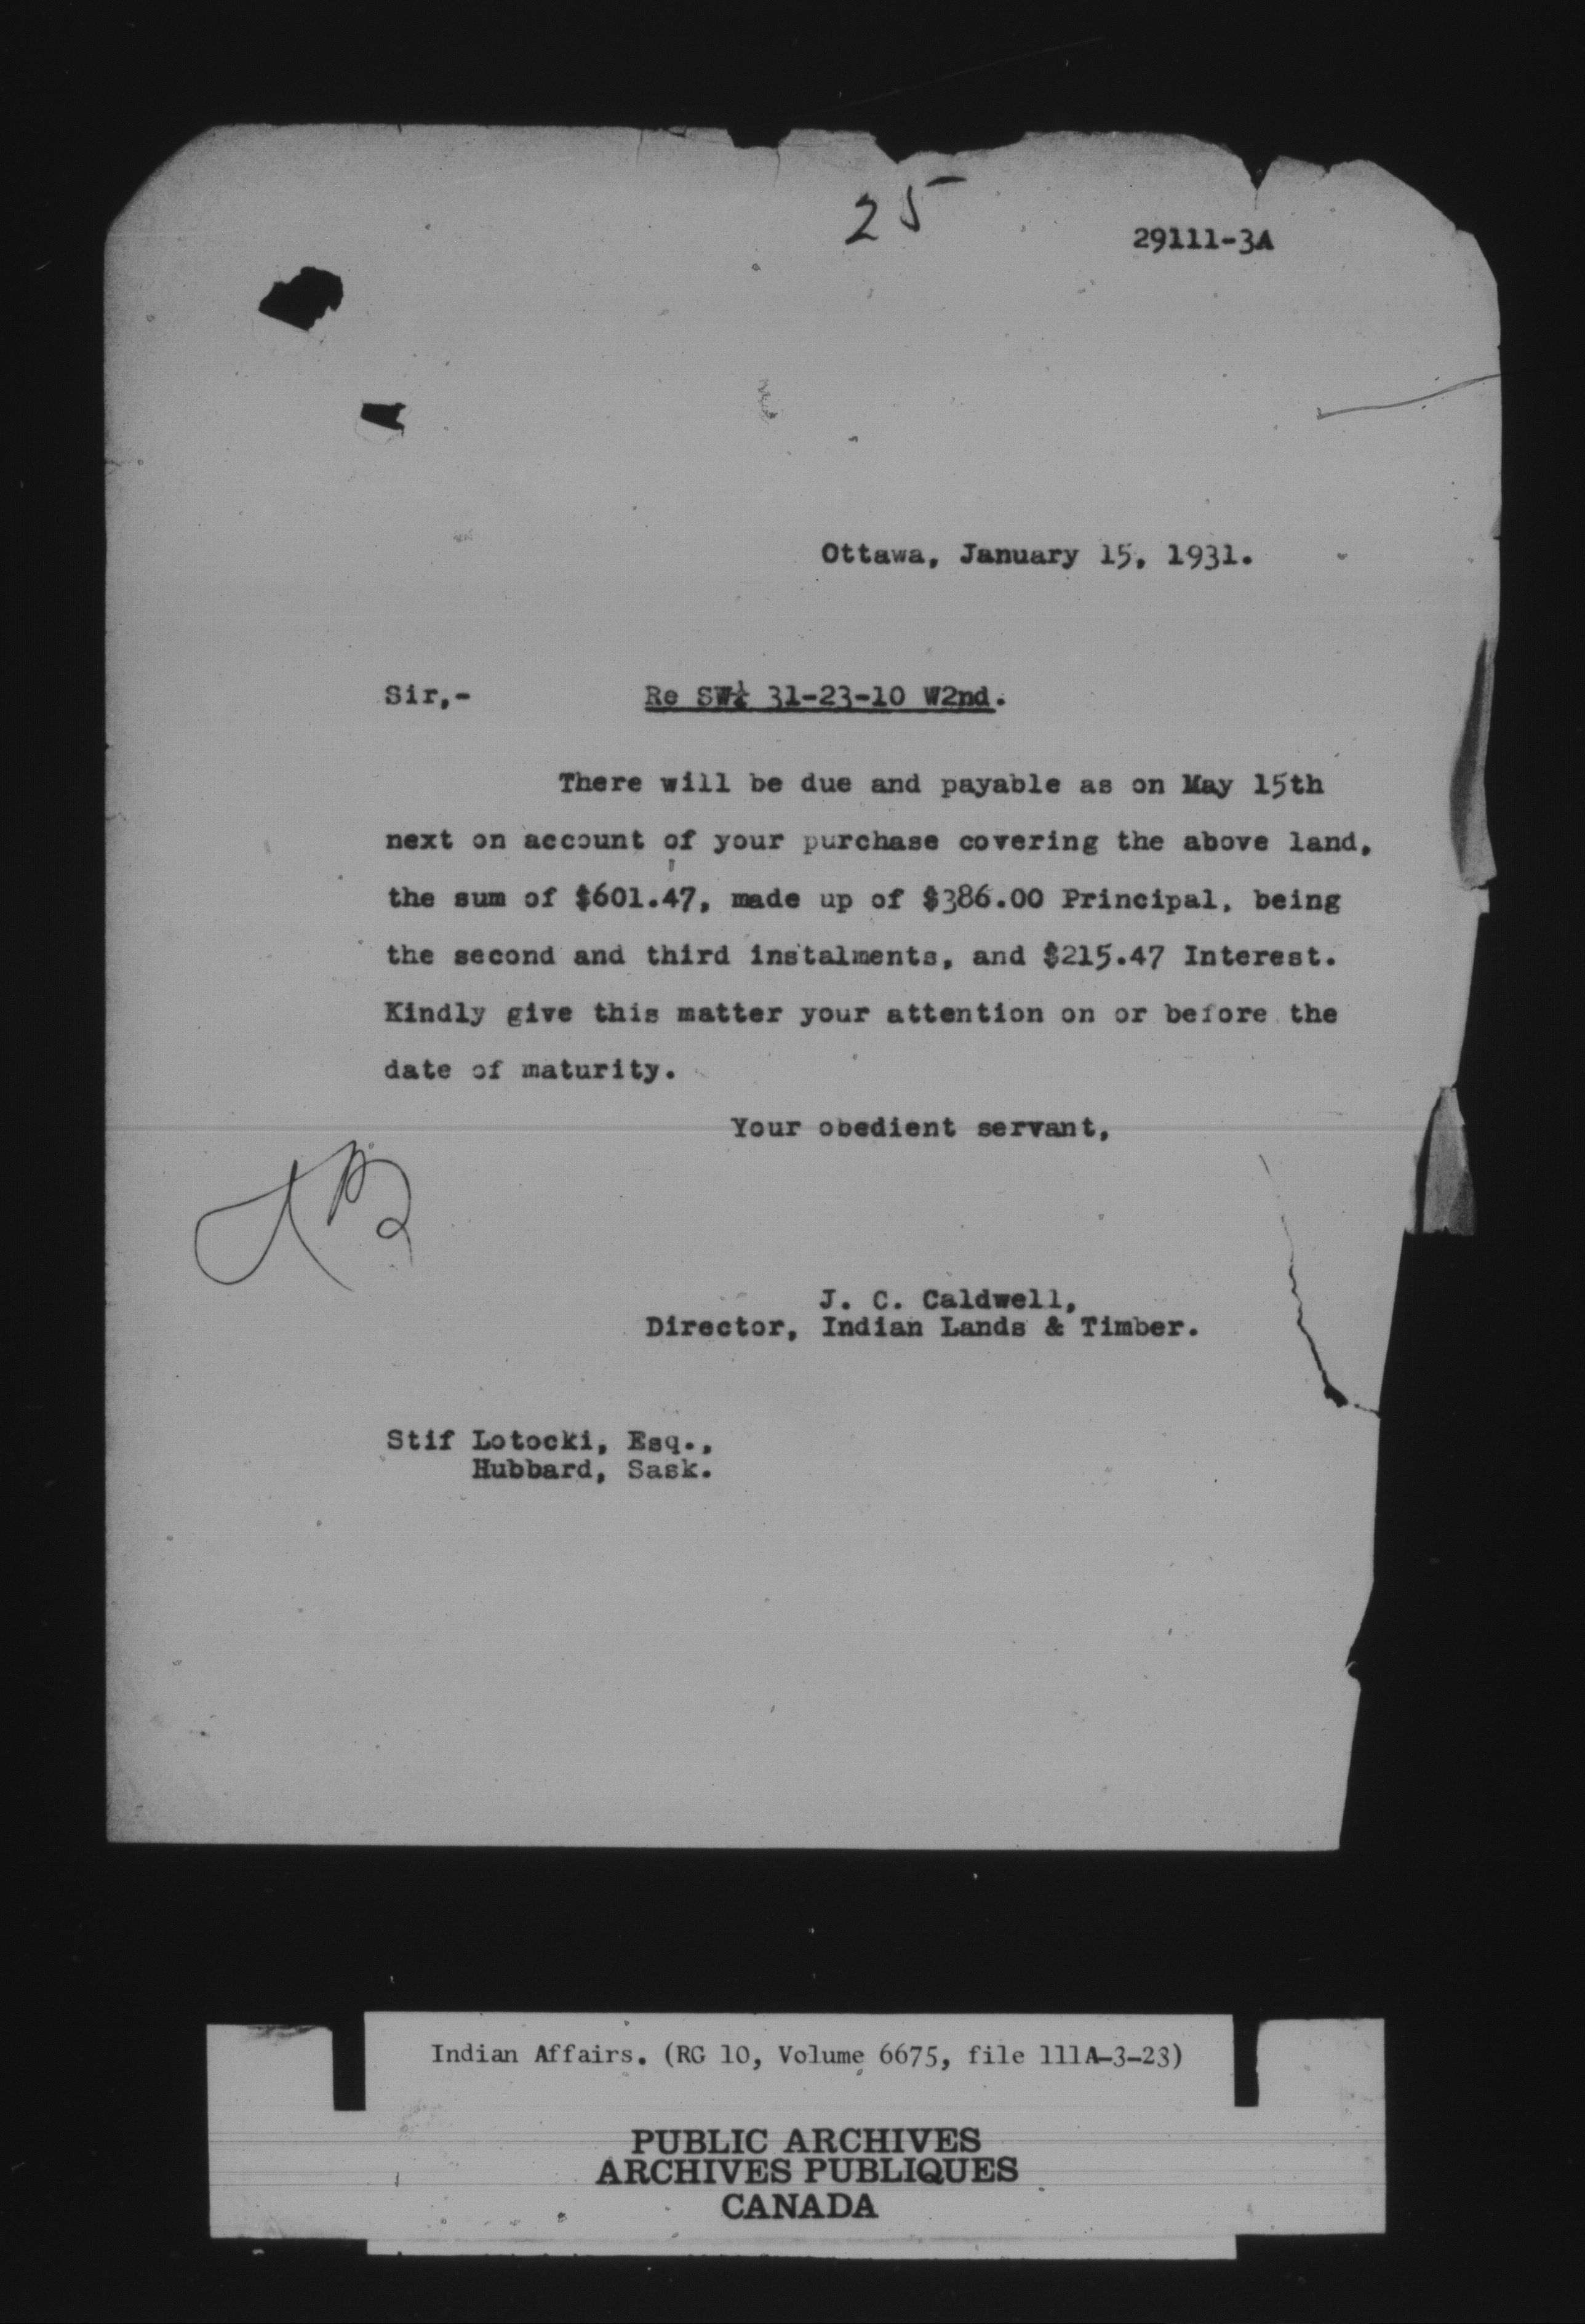 25
29111-3A
Ottawa, January 15, 1931.
Sir,- Re SW¼ 31-23-10 W2nd.
There will be due and payable as on May 15th
next on account of your purchase covering the above land,
the sum of $601.47, made up of $386.00 Principal, being
the second and third instalments, and $215.47 Interest.
Kindly give this matter your attention on or before the
date of maturity.
Your obedient servant,
J. C. Caldwell,
Director, Indian Lands & Timber.
Stif Lotocki, Esq.,
Hubbard, Sask.
Indian Affairs. (RG 10, Volume 6675, file 111A-3-23)
PUBLIC ARCHIVES
ARCHIVES PUBLIQUES
CANADA